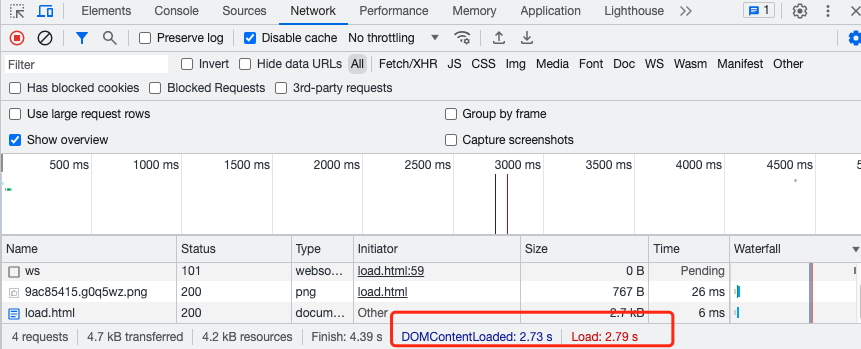 Elements Console Sources Network Performance Memory Application Lighthouse 1
Preserve log Disable cache No throttling
Filter Invert Hide data URLs All Fetch/XHR JS CSS Img Media Font Doc WS Wasm Manifest Other
Has blocked cookies Blocked Requests 3rd-party requests
Use large request rows Group by frame
Show overview Capture screenshots
500 ms 1000 ms 1500 ms 2000 ms 2500 ms 3000 ms 3500 ms 4000 ms 4500 ms 5
Name Status Type Initiator Size Time Waterfall
ws 101 webso... load.html:59 0 B Pending
9ac85415.g0q5wz.png 200 png load.html 767 B 26 ms
load.html 200 docum... Other 2.7 kB 6 ms
4 requests 4.7 kB transferred 4.2 kB resources Finish: 4.39 s DOMContentLoaded: 2.73 s Load: 2.79 s